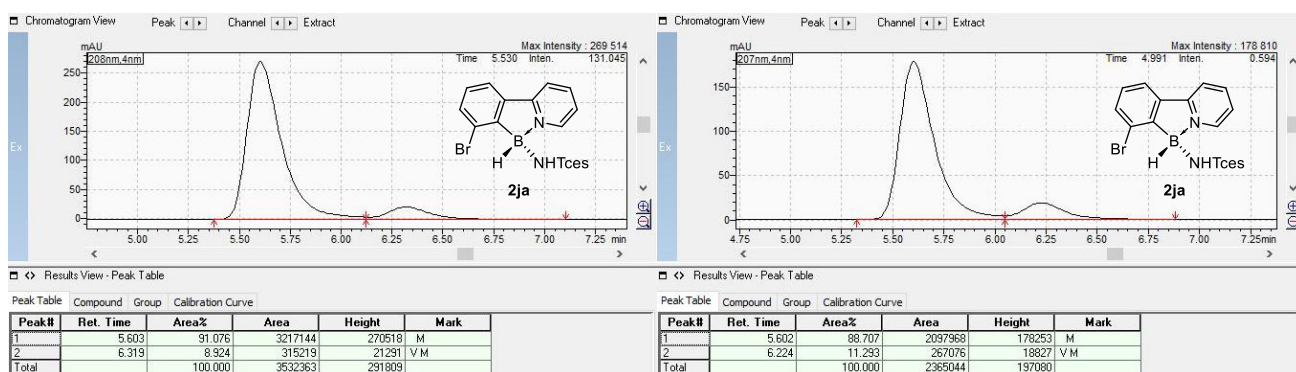 Chromatogram View Peak Channel Extract
mAU
208nm,4nm
Max Intensity : 269 514
Time 5.530 Inten. 131.045
250
200
150
100
50
0
5.00 5.25 5.50 5.75 6.00 6.25 6.50 6.75 7.00 7.25 min
Br
B
N
H
NHTces
2ja
Ex
Results View - Peak Table
Peak Table Compound Group Calibration Curve
Peak# Ret. Time Area% Area Height Mark
1 5.603 91.076 3217144 270518 M
2 6.319 8.924 315219 21291 V M
Total 100.000 3532363 291809
Chromatogram View Peak Channel Extract
mAU
207nm,4nm
Max Intensity : 178 810
Time 4.991 Inten. 0.594
150
100
50
0
4.75 5.00 5.25 5.50 5.75 6.00 6.25 6.50 6.75 7.00 7.25min
Br
B
N
H
NHTces
2ja
Ex
Results View - Peak Table
Peak Table Compound Group Calibration Curve
Peak# Ret. Time Area% Area Height Mark
1 5.602 88.707 2097968 178253 M
2 6.224 11.293 267076 18827 V M
Total 100.000 2365044 197080